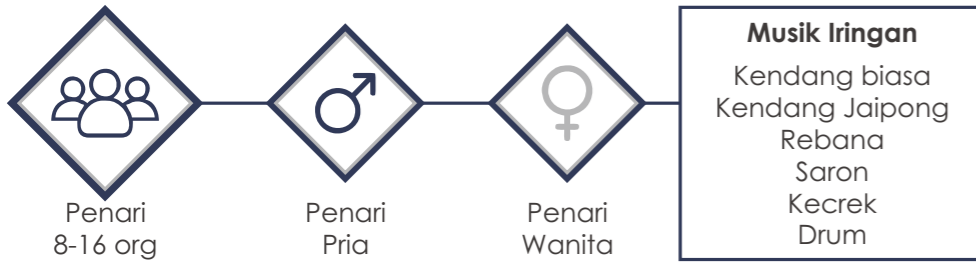 Penari
8-16 org
Penari
Pria
Penari
Wanita
Musik Iringan
Kendang biasa
Kendang Jaipong
Rebana
Saron
Kecrek
Drum